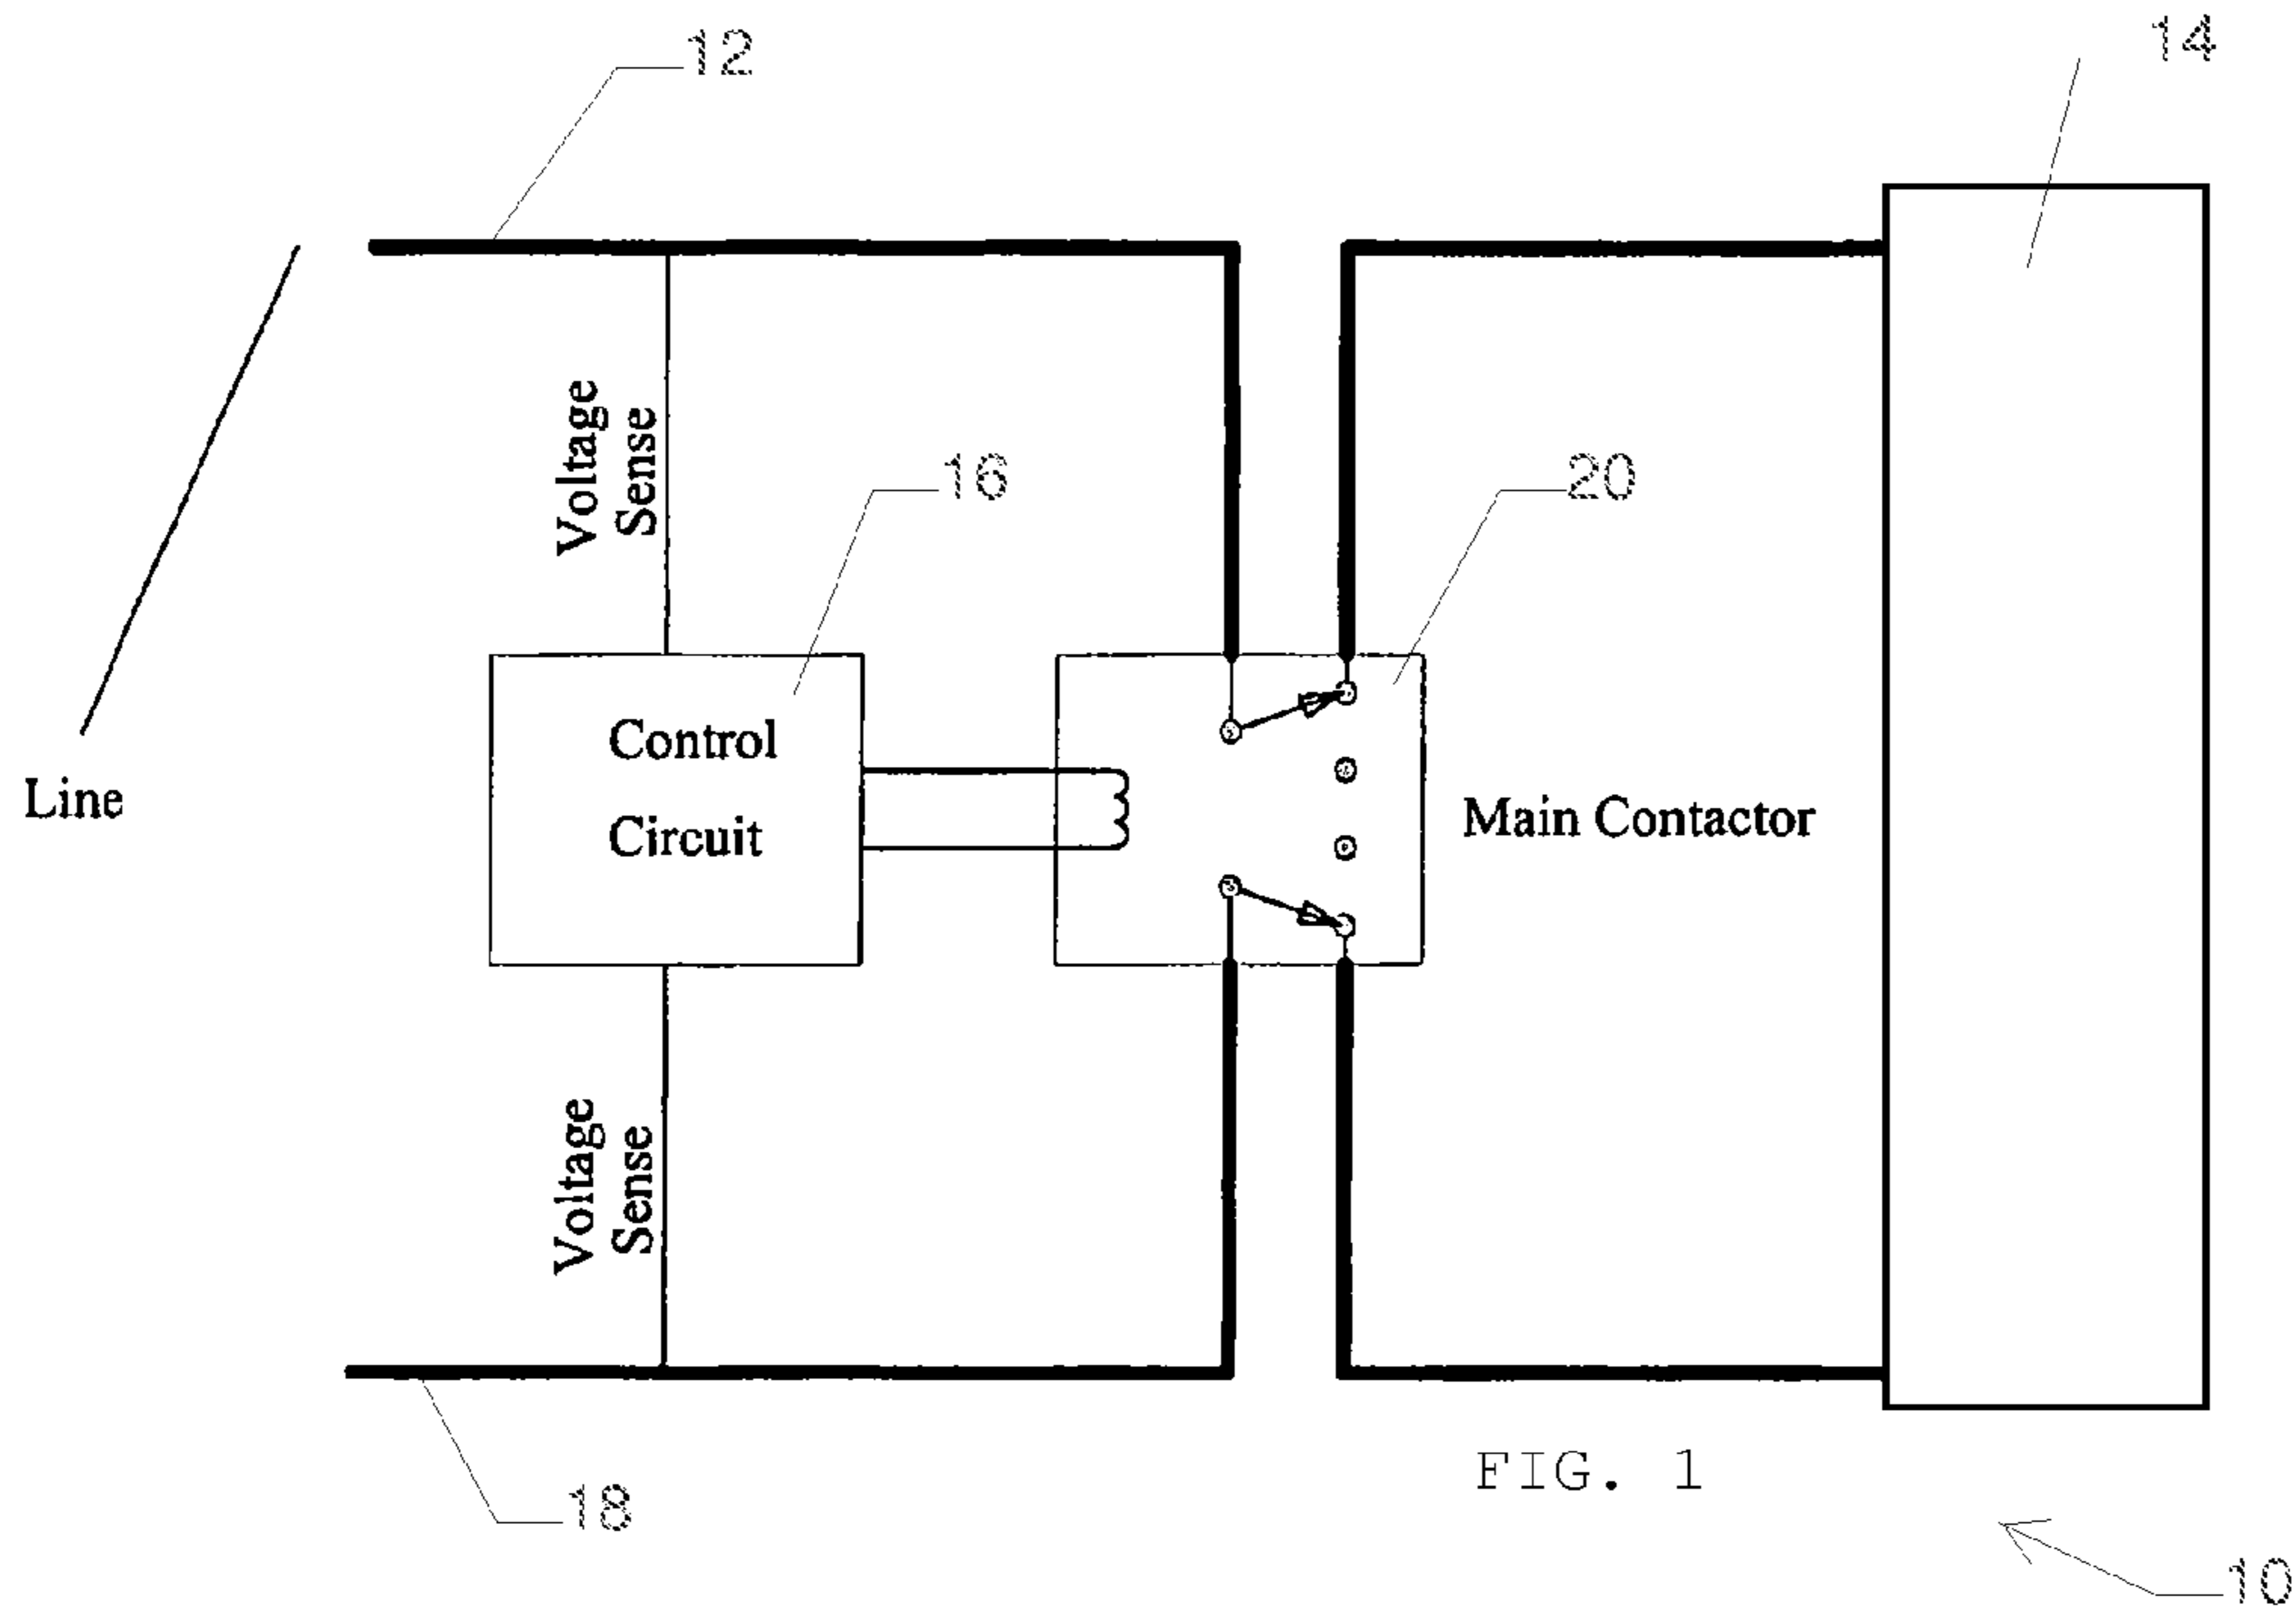 12
14
Voltage
Sense
16
20
Control
Circuit
Line
Main Contactor
Voltage
Sense
FIG. 1
18
10